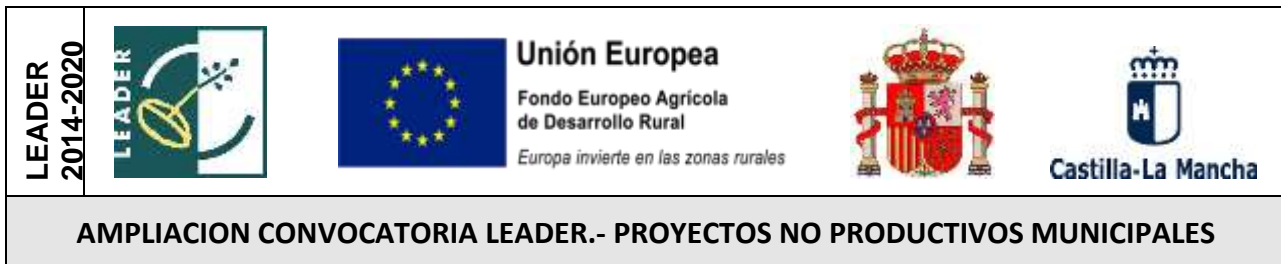 LEADER
2014-2020
LEADER
Unión Europea
Fondo Europeo Agrícola
de Desarrollo Rural
Europa invierte en las zonas rurales
Castilla-La Mancha
AMPLIACION CONVOCATORIA LEADER.- PROYECTOS NO PRODUCTIVOS MUNICIPALES